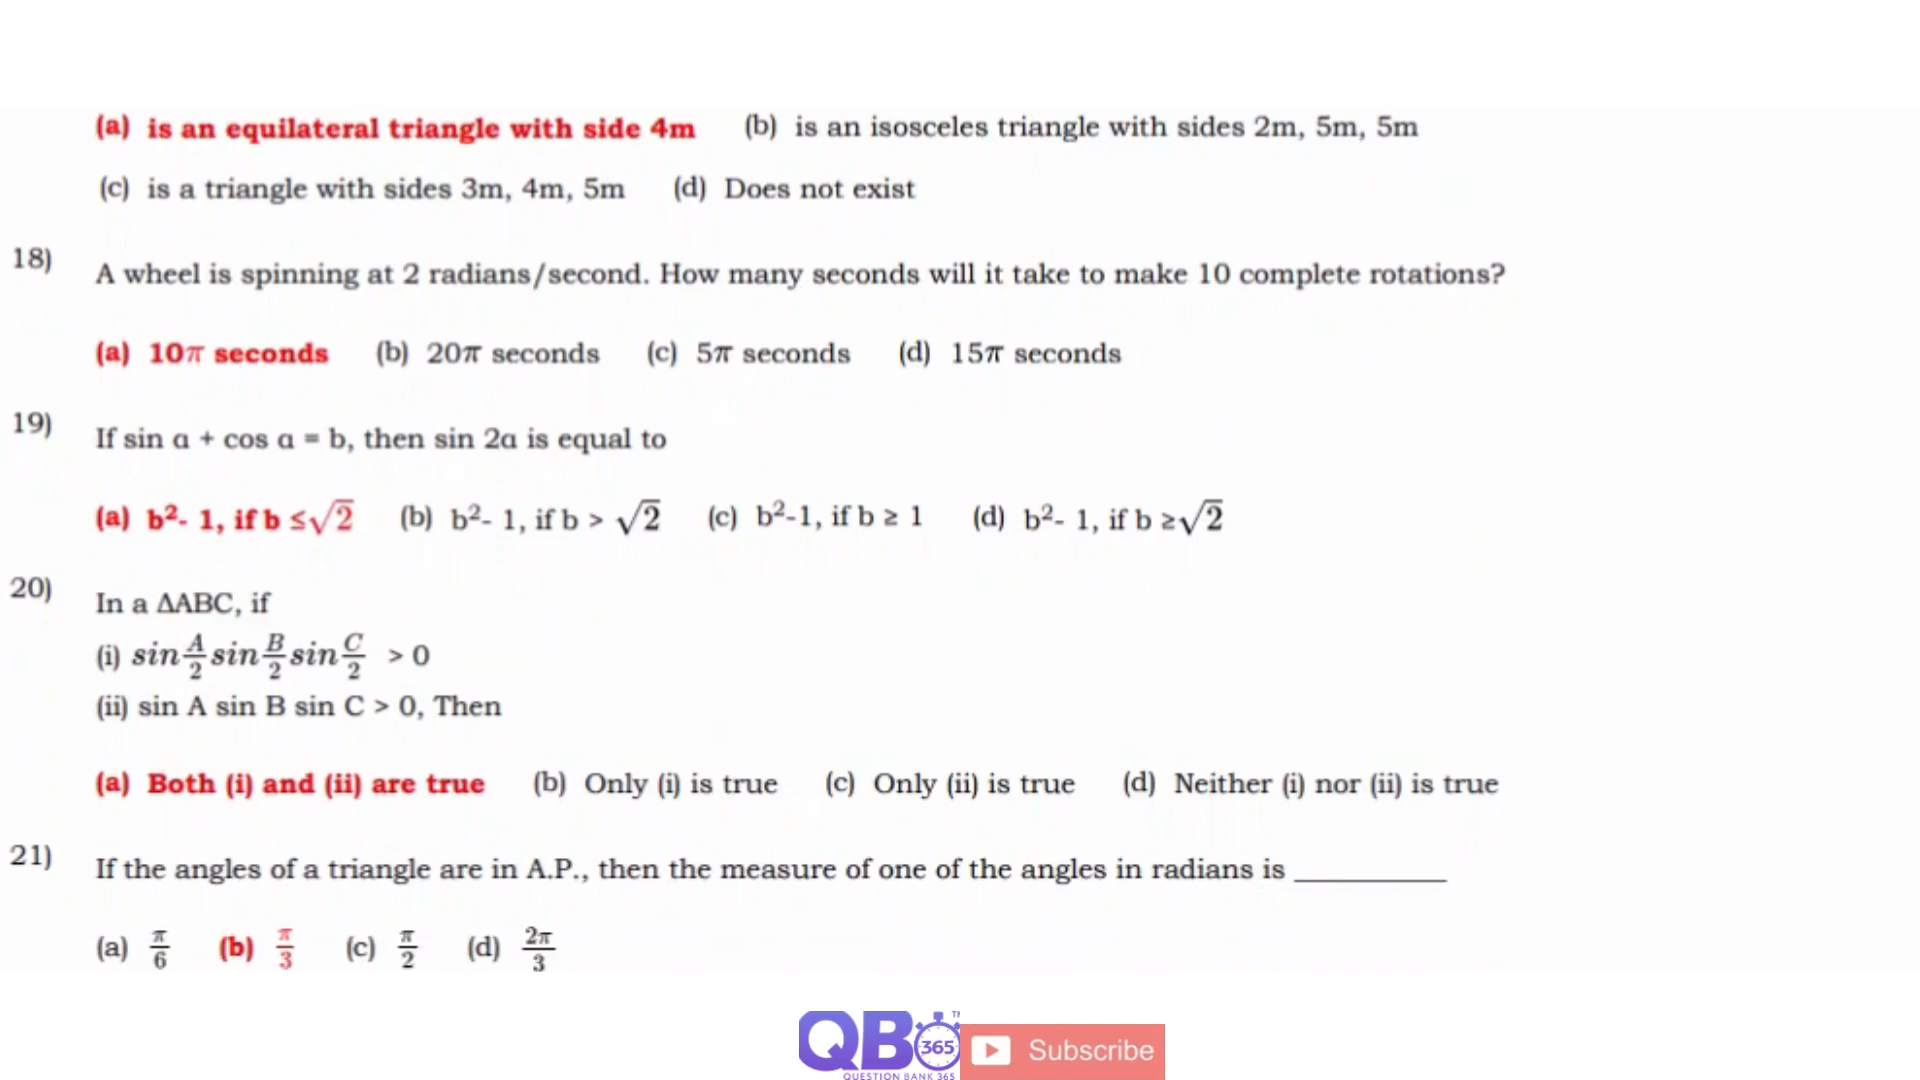 (a) is an equilateral triangle with side 4m (b) is an isosceles triangle with sides 2m, 5m, 5m
(c) is a triangle with sides 3m, 4m, 5m (d) Does not exist
18) A wheel is spinning at 2 radians/second. How many seconds will it take to make 10 complete rotations?
(a) 10π seconds (b) 20π seconds (c) 5π seconds (d) 15π seconds
19) If sin α + cos α = b, then sin 2α is equal to
(a) b²- 1, if b ≤√2 (b) b²- 1, if b > √2 (c) b²-1, if b ≥ 1 (d) b²- 1, if b ≥√2
20) In a ΔABC, if
(i) sin A/2 sin B/2 sin C/2 > 0
(ii) sin A sin B sin C > 0, Then
(a) Both (i) and (ii) are true (b) Only (i) is true (c) Only (ii) is true (d) Neither (i) nor (ii) is true
21) If the angles of a triangle are in A.P., then the measure of one of the angles in radians is __________
(a) π/6 (b) π/3 (c) π/2 (d) 2π/3
QB 365 TM
QUESTION BANK 365
Subscribe